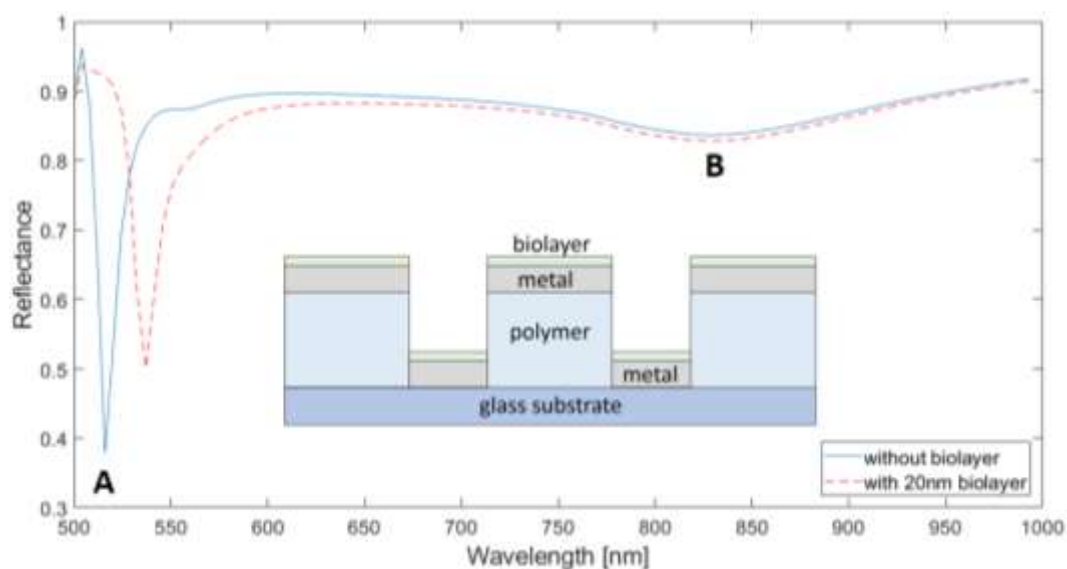 1
0.9
0.8
0.7
0.6
0.5
0.4
0.3
Reflectance
A
B
biolayer
metal
polymer
metal
glass substrate
without biolayer
with 20nm biolayer
500 550 600 650 700 750 800 850 900 950 1000
Wavelength [nm]